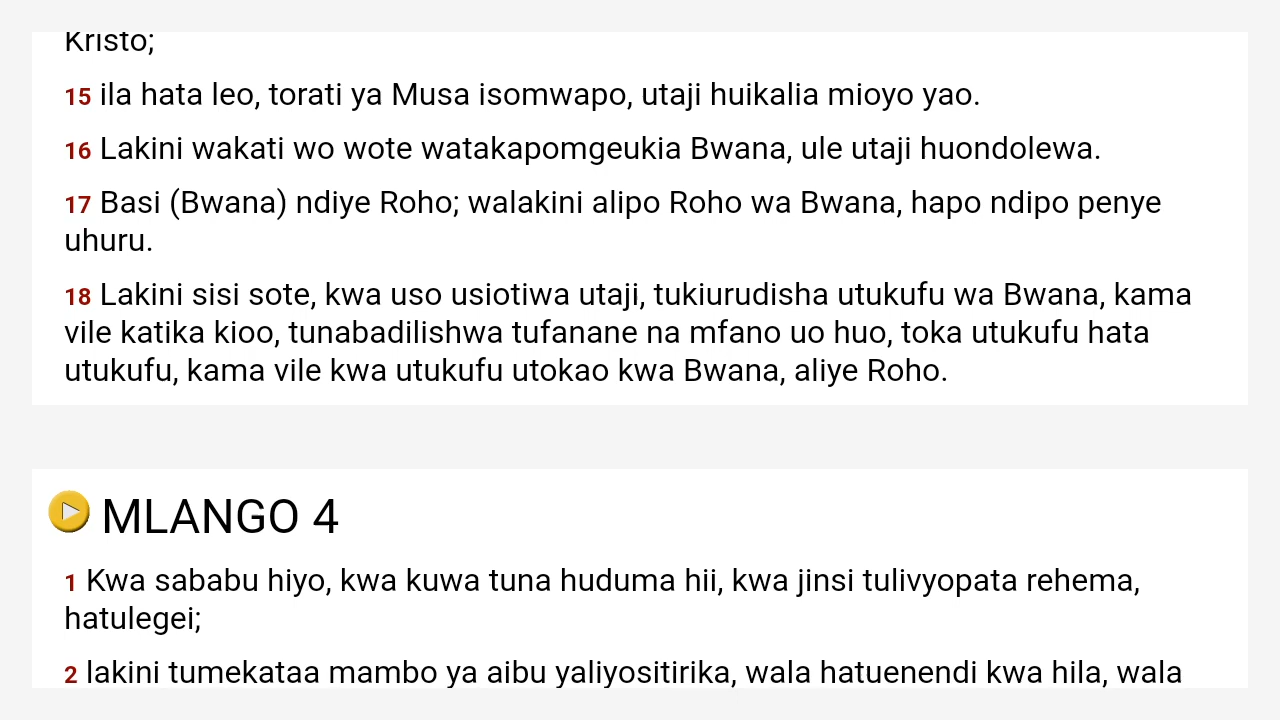 Kristo;
15 ila hata leo, torati ya Musa isomwapo, utaji huikalia mioyo yao.
16 Lakini wakati wo wote watakapomgeukia Bwana, ule utaji huondolewa.
17 Basi (Bwana) ndiye Roho; walakini alipo Roho wa Bwana, hapo ndipo penye
uhuru.
18 Lakini sisi sote, kwa uso usiotiwa utaji, tukiurudisha utukufu wa Bwana, kama
vile katika kioo, tunabadilishwa tufanane na mfano uo huo, toka utukufu hata
utukufu, kama vile kwa utukufu utokao kwa Bwana, aliye Roho.
MLANGO 4
1 Kwa sababu hiyo, kwa kuwa tuna huduma hii, kwa jinsi tulivyopata rehema,
hatulegei;
2 lakini tumekataa mambo ya aibu yaliyositirika, wala hatuenendi kwa hila, wala